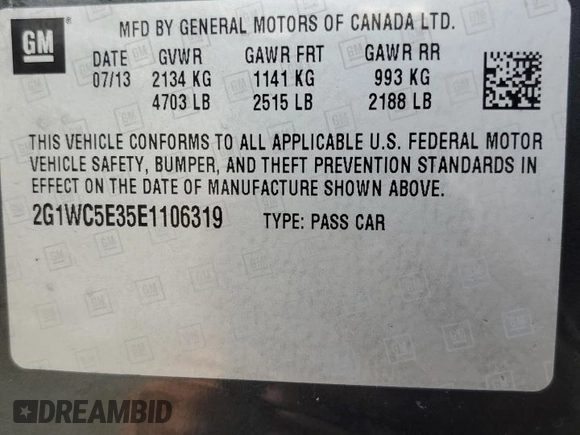 GM
MFD BY GENERAL MOTORS OF CANADA LTD.
DATE GVWR GAWR FRT GAWR RR
07/13 2134 KG 1141 KG 993 KG
4703 LB 2515 LB 2188 LB
THIS VEHICLE CONFORMS TO ALL APPLICABLE U.S. FEDERAL MOTOR
VEHICLE SAFETY, BUMPER, AND THEFT PREVENTION STANDARDS IN
EFFECT ON THE DATE OF MANUFACTURE SHOWN ABOVE.
2G1WC5E35E1106319 TYPE: PASS CAR
DREAMBID